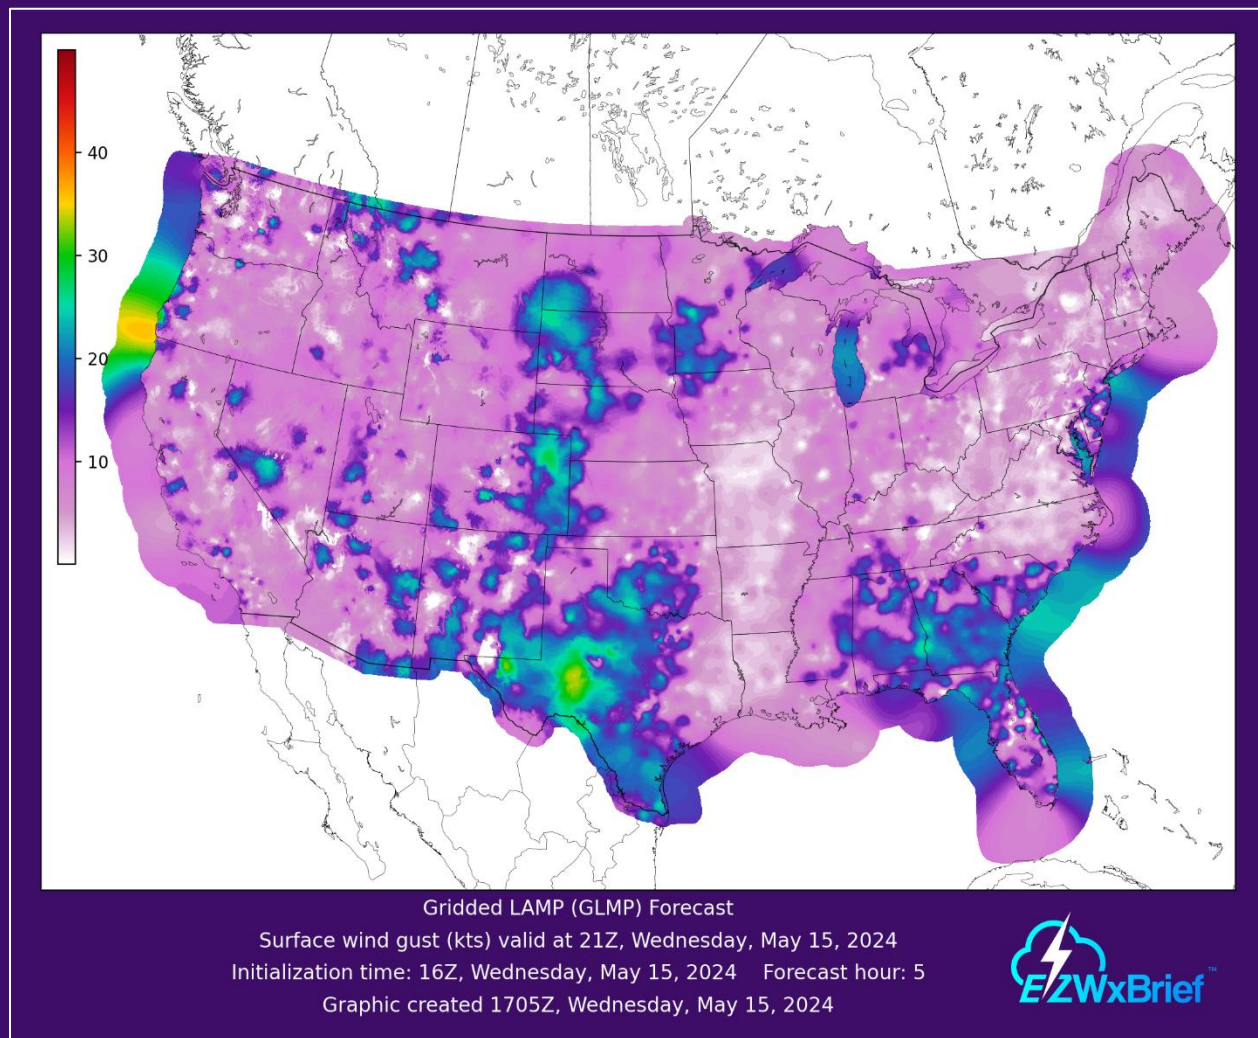 40
30
20
10
Gridded LAMP (GLMP) Forecast
Surface wind gust (kts) valid at 21Z, Wednesday, May 15, 2024
Initialization time: 16Z, Wednesday, May 15, 2024    Forecast hour: 5
Graphic created 1705Z, Wednesday, May 15, 2024
EZWxBrief™